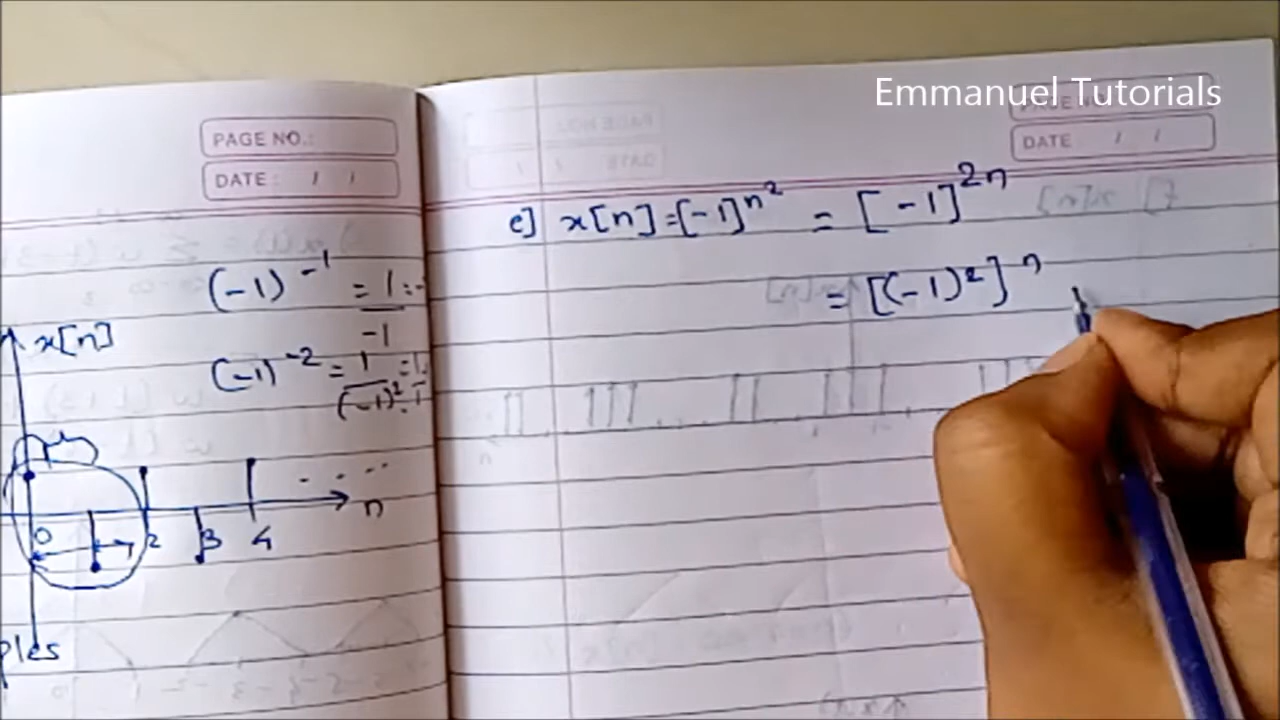 Emmanuel Tutorials
PAGE NO.:
DATE: / /
(-1)^-1 = 1
-1
(-1)^-2 = 1
(-1)^2
x[n]
0 1 2 3 4
n
ples
DATE / /
e] x[n] = [-1]^n^2 = [-1]^2n
= [(-1)^2]^n